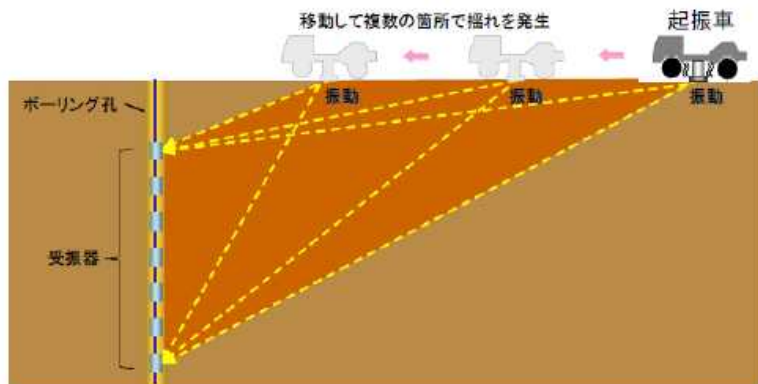 移動して複数の箇所で揺れを発生
起振車
振動
振動
振動
ボーリング孔
受振器